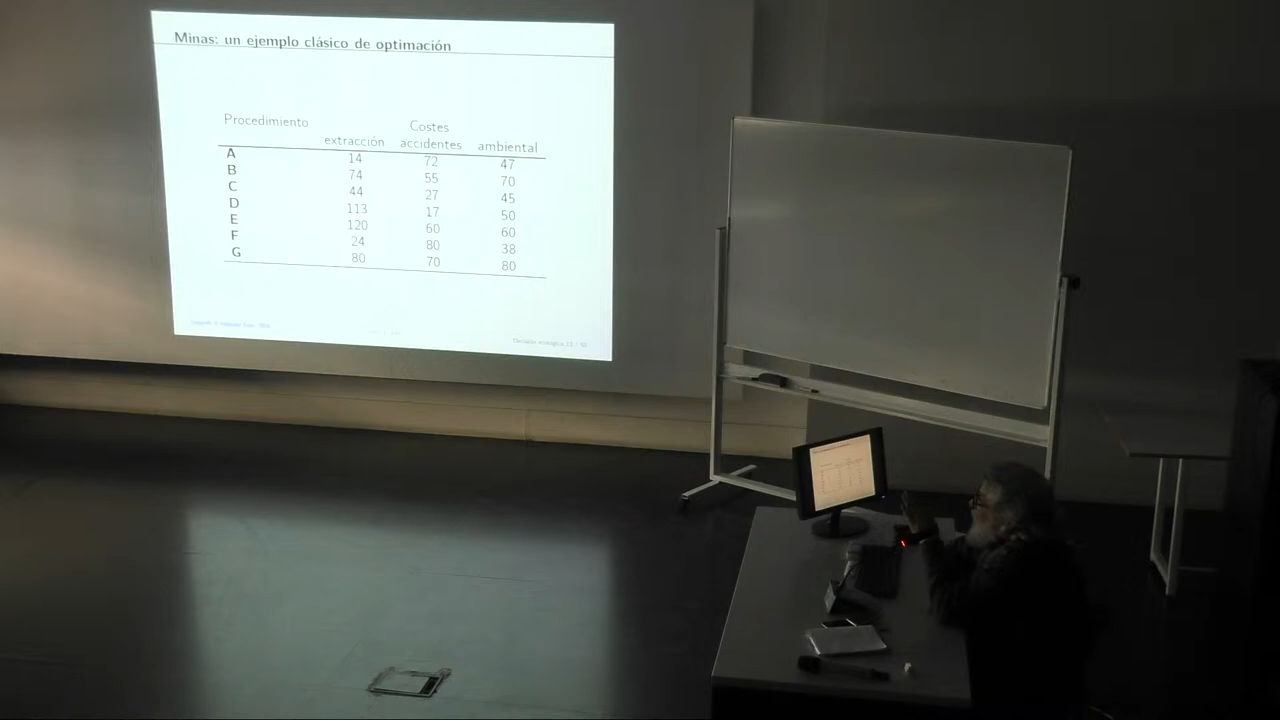 Minas: un ejemplo clásico de optimación
Procedimiento Costes
extracción accidentes ambiental
A 14 72 47
B 74 55 70
C 44 27 45
D 113 17 50
E 120 60 60
F 24 80 38
G 80 70 80